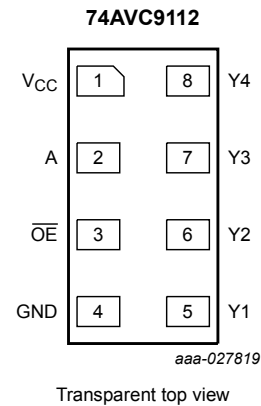 74AVC9112
VCC 1 8 Y4
A 2 7 Y3
OE 3 6 Y2
GND 4 5 Y1
aaa-027819
Transparent top view